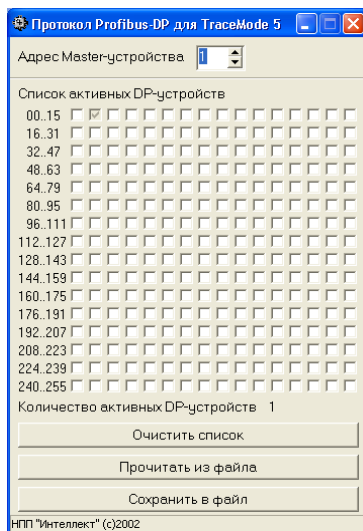 Протокол Profibus-DP для TraceMode 5
Адрес Master-устройства 1
Список активных DP-устройств
00..15
16..31
32..47
48..63
64..79
80..95
96..111
112..127
128..143
144..159
160..175
176..191
192..207
208..223
224..239
240..255
Количество активных DP-устройств 1
Очистить список
Прочитать из файла
Сохранить в файл
НПП "Интеллект" (c)2002